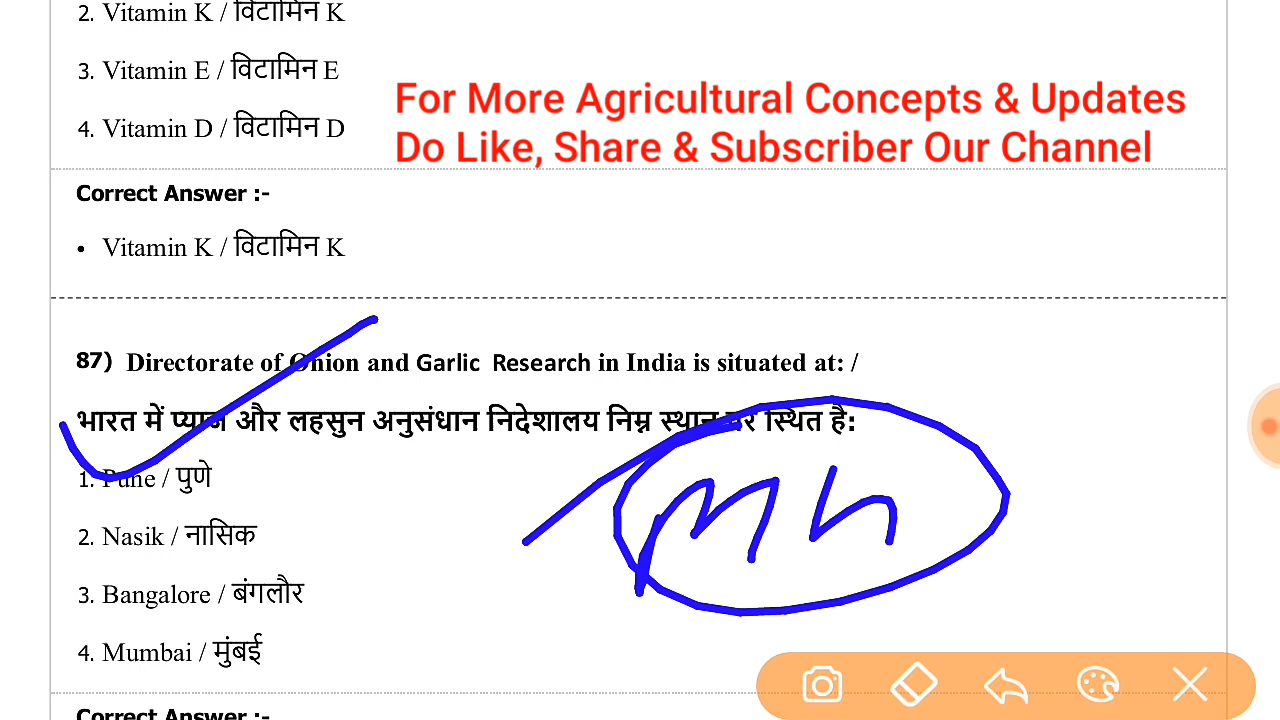 2. Vitamin K / विटामिन K
3. Vitamin E / विटामिन E
For More Agricultural Concepts & Updates
Do Like, Share & Subscriber Our Channel
4. Vitamin D / विटामिन D
Correct Answer :-
• Vitamin K / विटामिन K
87) Directorate of Onion and Garlic Research in India is situated at: /
भारत में प्याज और लहसुन अनुसंधान निदेशालय निम्न स्थान पर स्थित है:
1. Pune / पुणे
mh
2. Nasik / नासिक
3. Bangalore / बंगलौर
4. Mumbai / मुंबई
Correct Answer :-